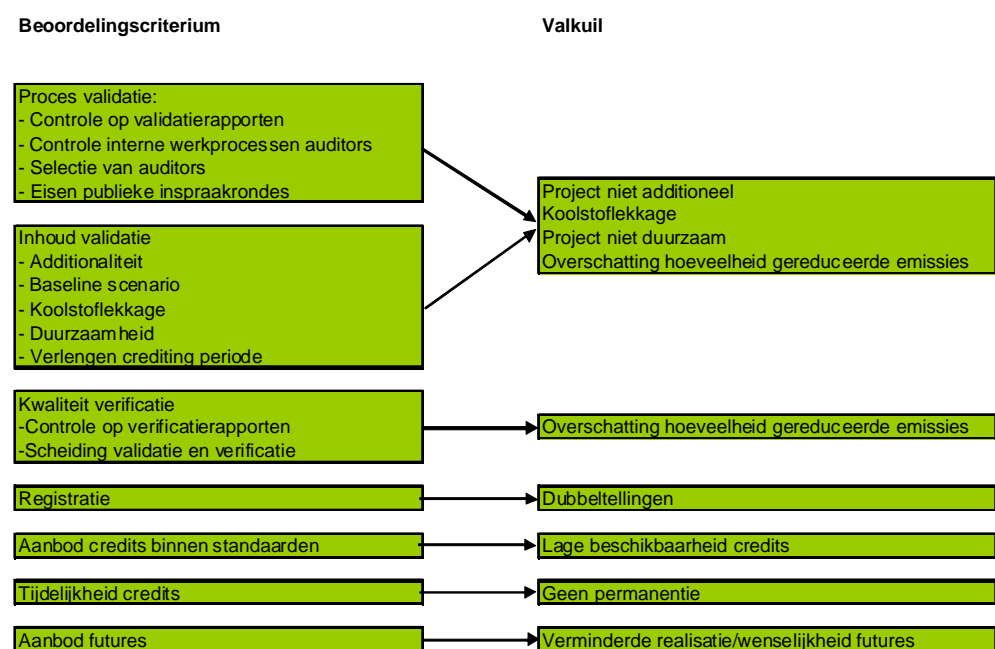 Beoordelingscriterium
Valkuil
Proces validatie:
- Controle op validatierapporten
- Controle interne werkprocessen auditors
- Selectie van auditors
- Eisen publieke inspraakrondes
Inhoud validatie
- Additionaliteit
- Baseline scenario
- Koolstoflekkage
- Duurzaamheid
- Verlengen crediting periode
Project niet additioneel
Koolstoflekkage
Project niet duurzaam
Overschatting hoeveelheid gereduceerde emissies
Kwaliteit verificatie
-Controle op verificatierapporten
-Scheiding validatie en verificatie
Overschatting hoeveelheid gereduceerde emissies
Registratie
Dubbeltellingen
Aanbod credits binnen standaarden
Lage beschikbaarheid credits
Tijdelijkheid credits
Geen permanentie
Aanbod futures
Verminderde realisatie/wenselijkheid futures